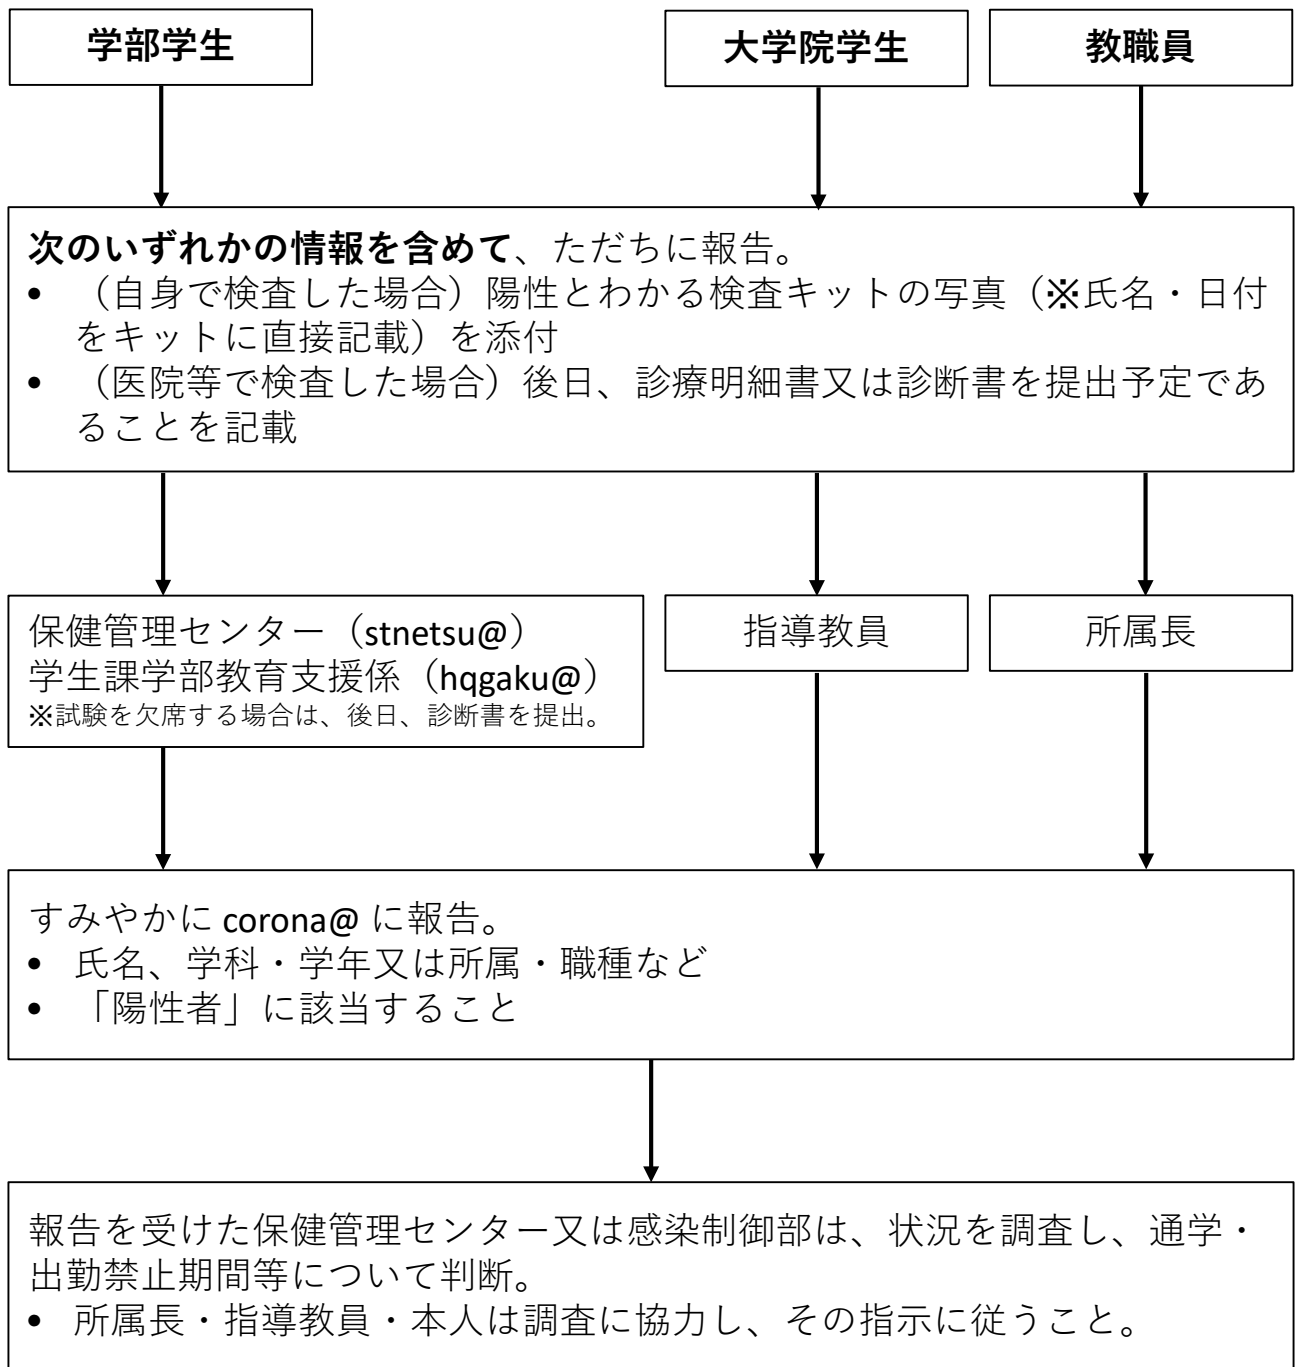 学部学生
大学院学生
教職員
次のいずれかの情報を含めて、ただちに報告。
• （自身で検査した場合）陽性とわかる検査キットの写真（※氏名・日付
をキットに直接記載）を添付
• （医院等で検査した場合）後日、診療明細書又は診断書を提出予定であ
ることを記載
保健管理センター（stnetsu@）
学生課学部教育支援係（hqgaku@）
※試験を欠席する場合は、後日、診断書を提出。
指導教員
所属長
すみやかに corona@ に報告。
• 氏名、学科・学年又は所属・職種など
• 「陽性者」に該当すること
報告を受けた保健管理センター又は感染制御部は、状況を調査し、通学・
出勤禁止期間等について判断。
• 所属長・指導教員・本人は調査に協力し、その指示に従うこと。